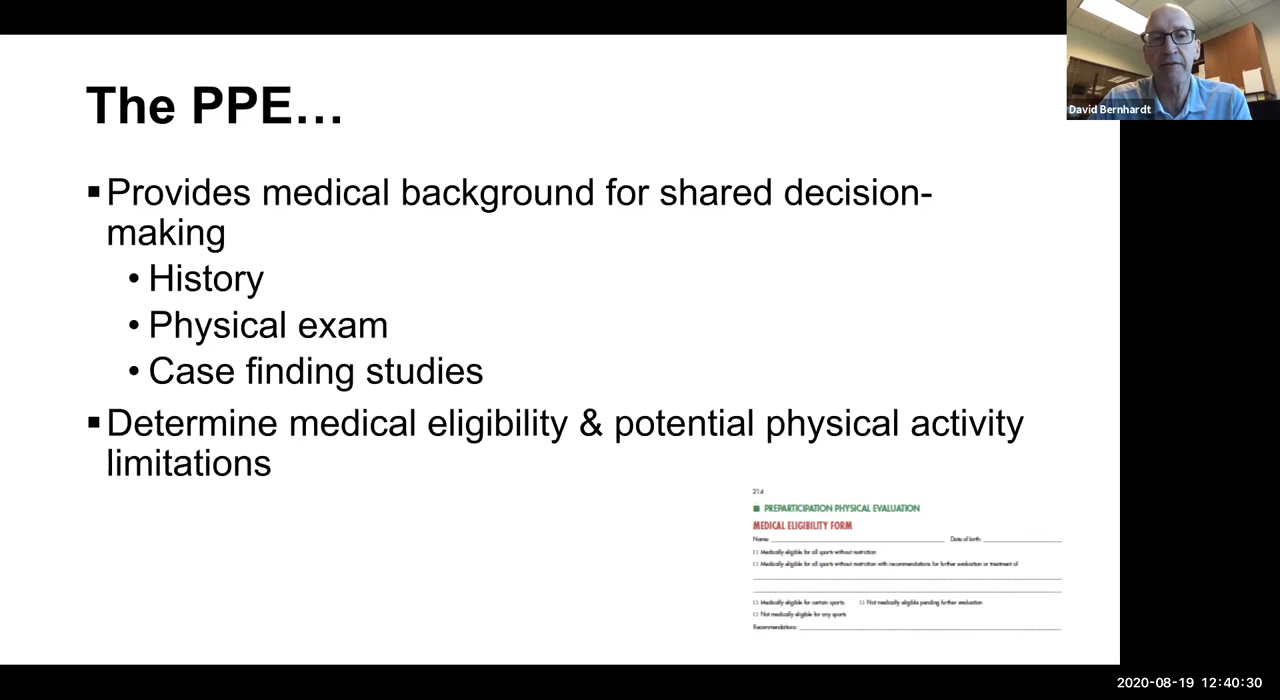 The PPE…
▪Provides medical background for shared decision-
making
• History
• Physical exam
• Case finding studies
▪Determine medical eligibility & potential physical activity
limitations
David Bernhardt
214
■ PREPARTICIPATION PHYSICAL EVALUATION
MEDICAL ELIGIBILITY FORM
Name: Date of birth:
□ Medically eligible for all sports without restriction
□ Medically eligible for all sports without restriction with recommendations for further evaluation or treatment of
□ Medically eligible for certain sports □ Not medically eligible pending further evaluation
□ Not medically eligible for any sports
Recommendations:
2020-08-19 12:40:30